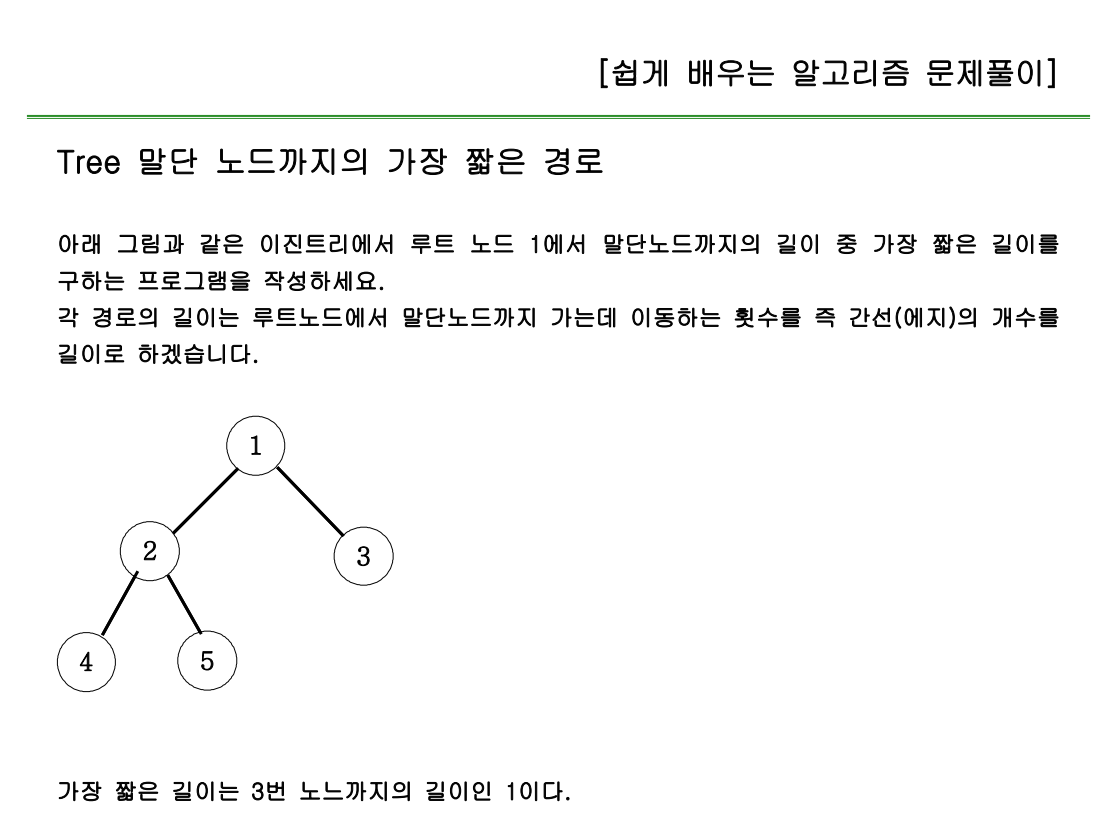 [쉽게 배우는 알고리즘 문제풀이]
Tree 말단 노드까지의 가장 짧은 경로
아래 그림과 같은 이진트리에서 루트 노드 1에서 말단노드까지의 길이 중 가장 짧은 길이를
구하는 프로그램을 작성하세요.
각 경로의 길이는 루트노드에서 말단노드까지 가는데 이동하는 횟수를 즉 간선(에지)의 개수를
길이로 하겠습니다.
1
2
3
4
5
가장 짧은 길이는 3번 노느까지의 길이인 1이다.